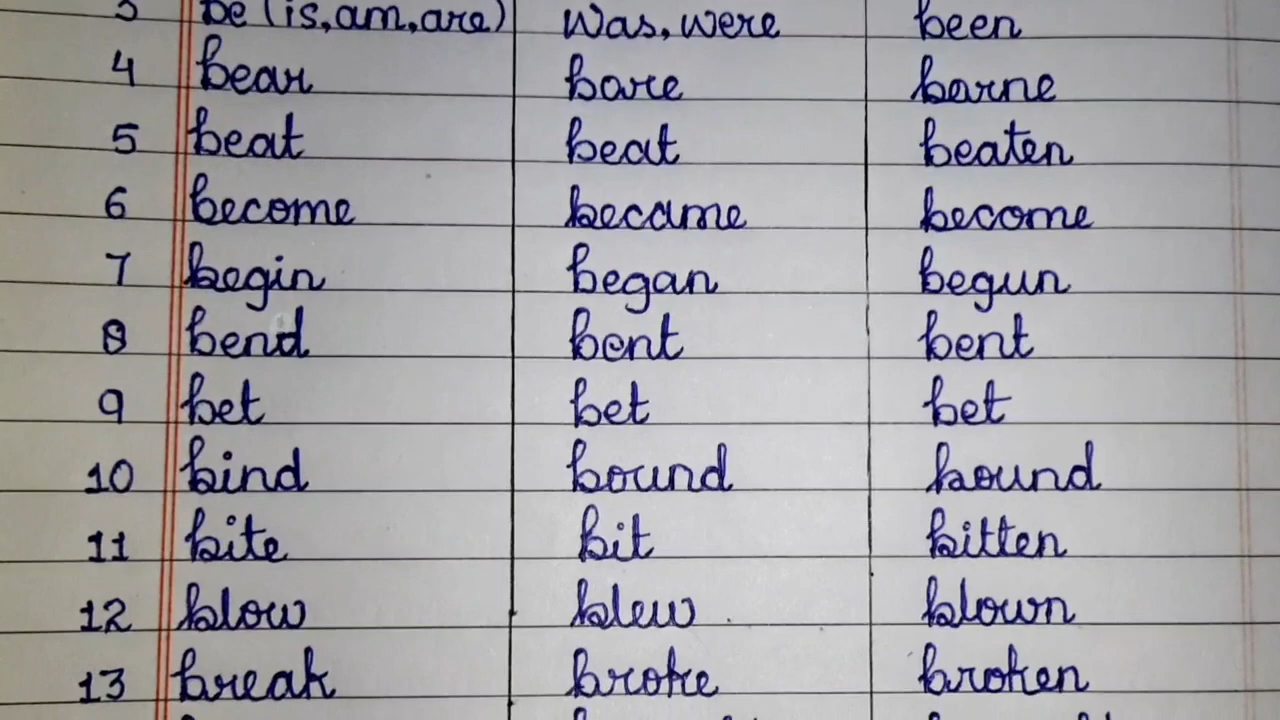 3 be (is, am, are) Was, were been
4 bear bore barne
5 beat beat beaten
6 become became become
7 begin began begun
8 bend bent bent
9 bet bet bet
10 bind bound bound
11 bite bit bitten
12 blow blew blown
13 break broke broken